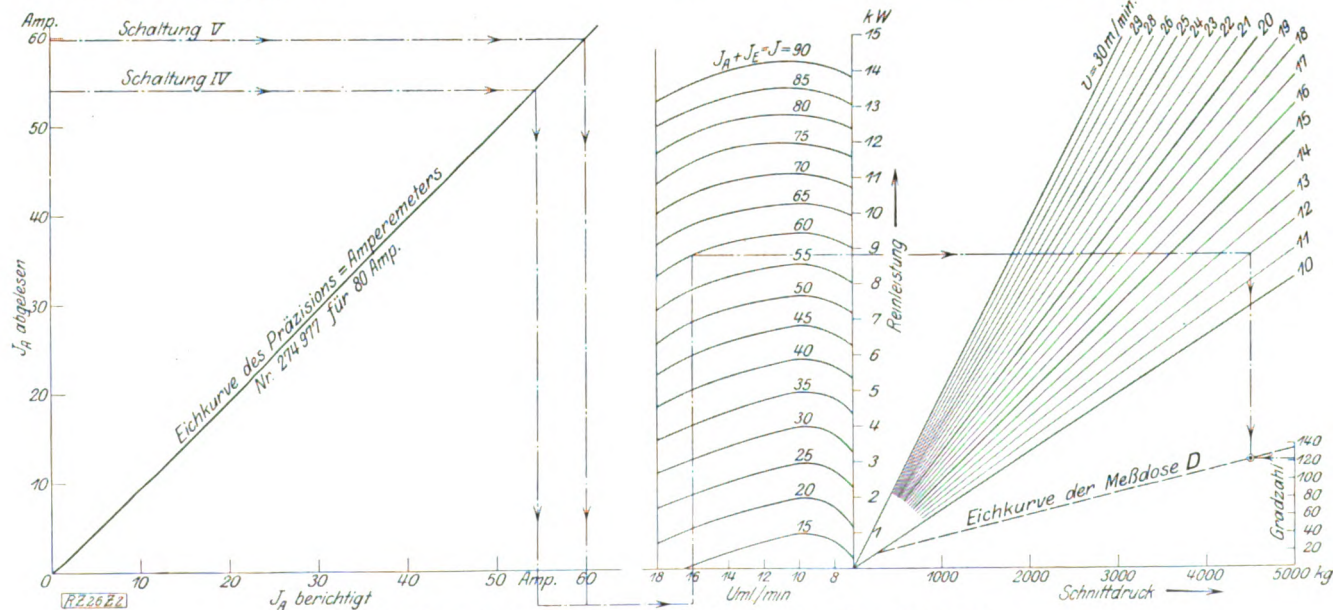 Amp.
60
50
40
30
20
10
0
J_A abgelesen
Schaltung V
Schaltung IV
Eichkurve des Präzisions=Amperemeters
Nr. 274977 für 80 Amp.
10 20 30 40 50 Amp. 60
J_A berichtigt
RZ26Z2
J_A + J_E = J = 90
85
80
75
70
65
60
55
50
45
40
35
30
25
20
15
18 16 14 12 10 8
Uml/min
kW
15
14
13
12
11
10
9
8
7
6
5
4
3
2
1
Reinleistung
v=30 m/min.
29 28 26 25 24 23 22 21 20 19 18
17
16
15
14
13
12
11
10
Eichkurve der Meßdose D
140
120
100
80
60
40
20
Gradzahl
1000 2000 3000 4000 5000 kg
Schnittdruck